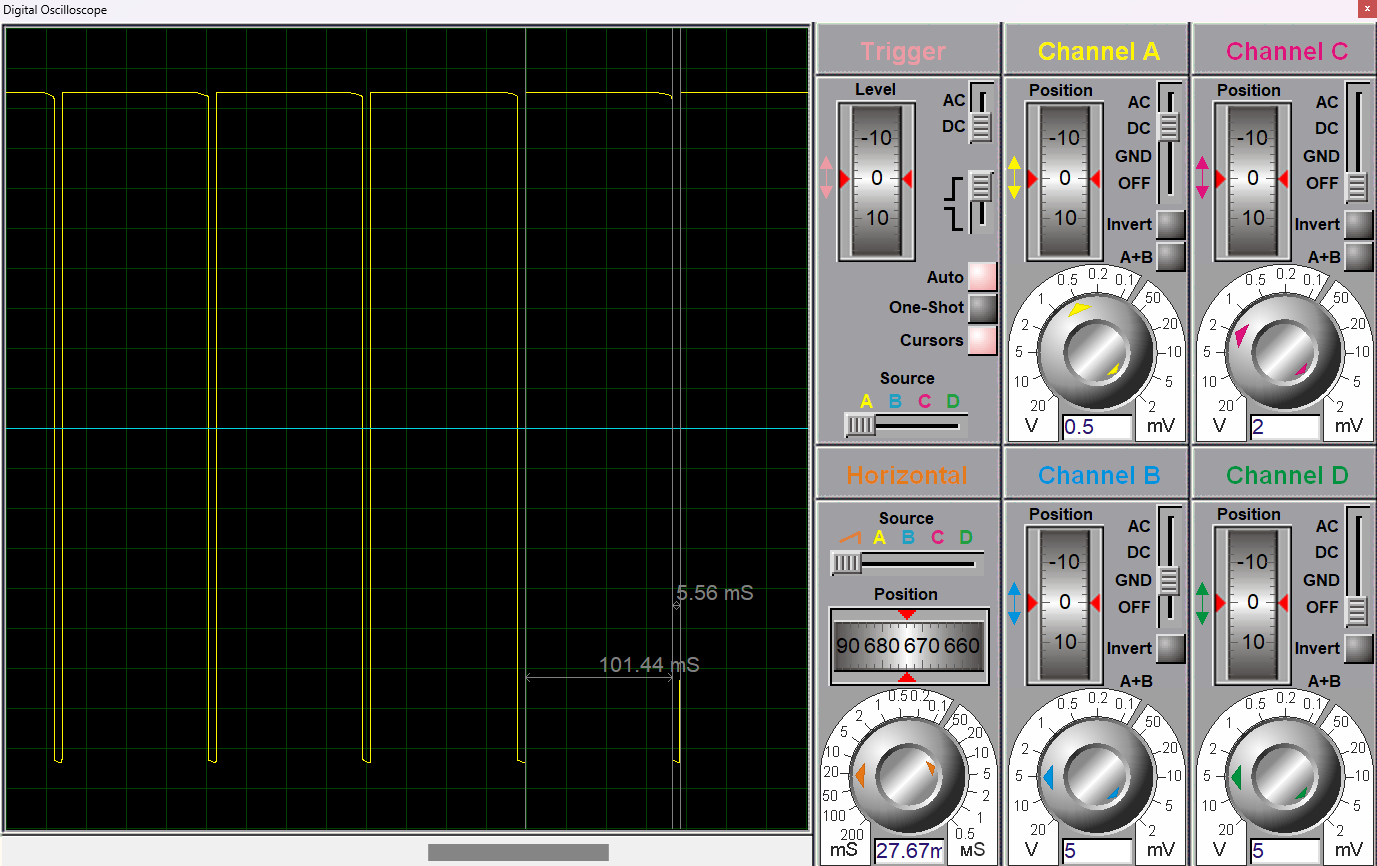 Digital Oscilloscope
x
5.56 mS
101.44 mS
Trigger
Level
AC
DC
-10
0
10
Auto
One-Shot
Cursors
Source
A B C D
Channel A
Position
AC
DC
GND
OFF
-10
0
10
Invert
A+B
0.2
0.5 0.1
1 50
2 20
5 10
10 5
20 2
V mV
0.5
Channel C
Position
AC
DC
GND
OFF
-10
0
10
Invert
A+B
0.2
0.5 0.1
1 50
2 20
5 10
10 5
20 2
V mV
2
Horizontal
Source
A B C D
Position
90 680 670 660
0.5 0.2
1 0.1
2 50
5 20
10 10
20 5
50 2
100 1
200 0.5
mS 27.67m мS
Channel B
Position
AC
DC
GND
OFF
-10
0
10
Invert
A+B
0.2
0.5 0.1
1 50
2 20
5 10
10 5
20 2
V mV
5
Channel D
Position
AC
DC
GND
OFF
-10
0
10
Invert
A+B
0.2
0.5 0.1
1 50
2 20
5 10
10 5
20 2
V mV
5